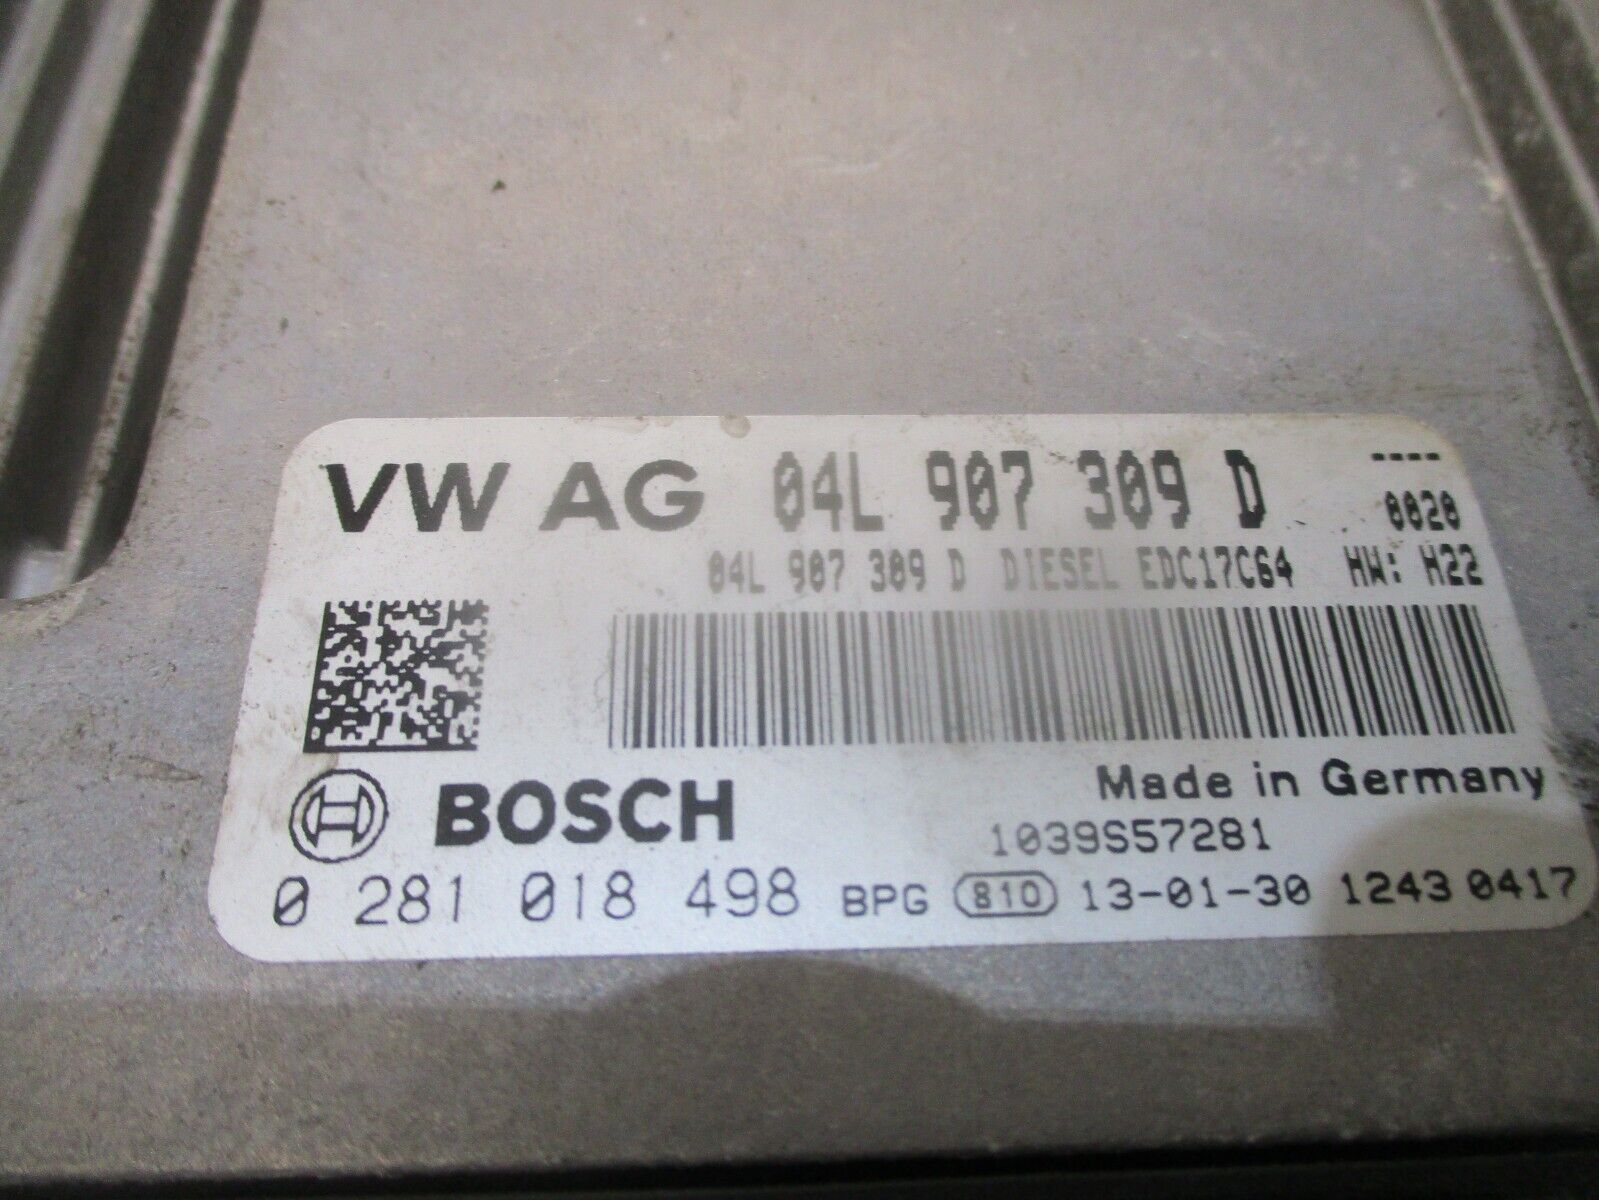 VW AG 04L 907 309 D ----
0020
04L 907 309 D DIESEL EDC17C64 HW: H22
Made in Germany
BOSCH
1039S57281
0 281 018 498 BPG 810 13-01-30 1243 0417